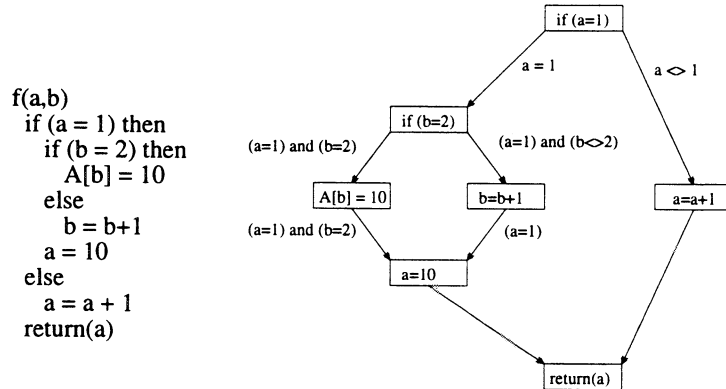 f(a,b)
if (a = 1) then
if (b = 2) then
A[b] = 10
else
b = b+1
a = 10
else
a = a + 1
return(a)
if (a=1)
a = 1
a <> 1
if (b=2)
(a=1) and (b=2)
(a=1) and (b<>2)
A[b] = 10
b=b+1
a=a+1
(a=1) and (b=2)
(a=1)
a=10
return(a)